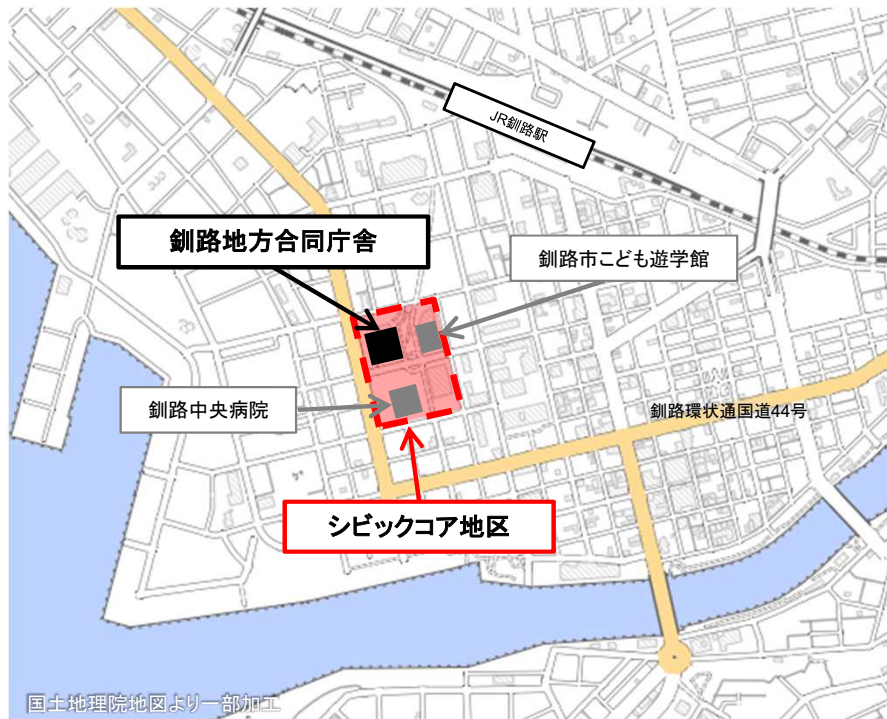 JR釧路駅
釧路地方合同庁舎
釧路市こども遊学館
釧路中央病院
釧路環状通国道44号
シビックコア地区
国土地理院地図より一部加工